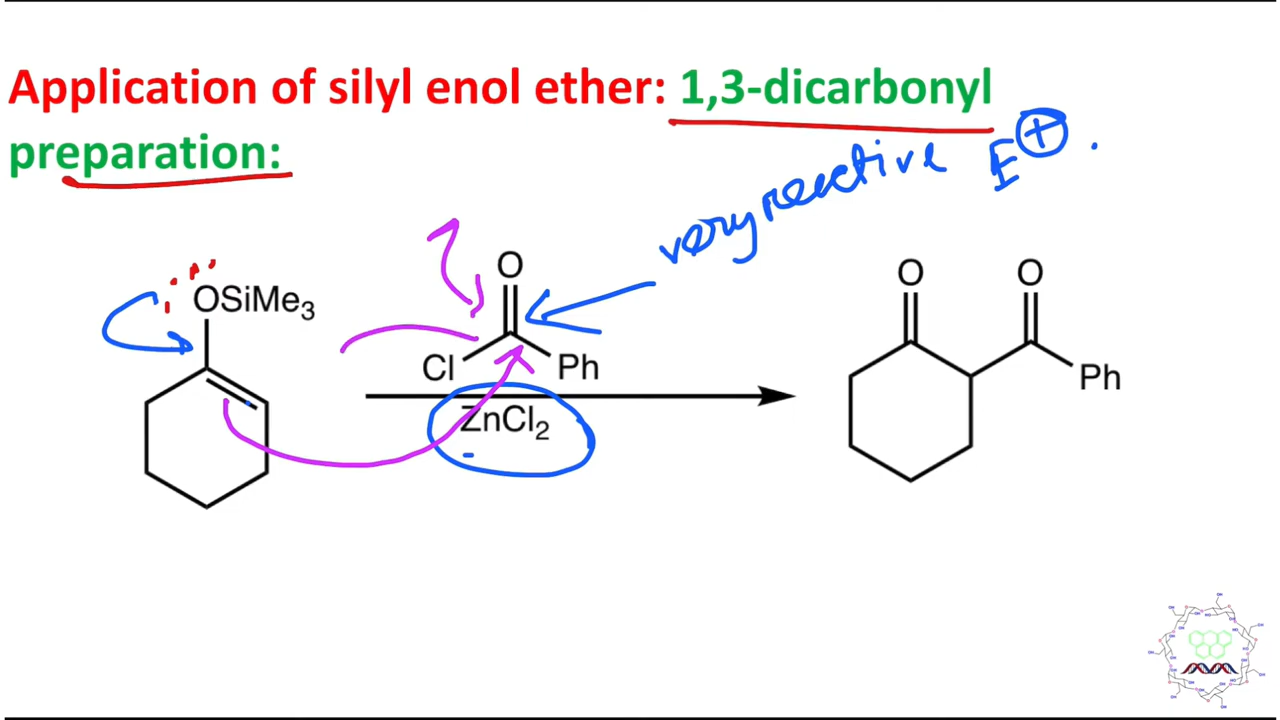 Application of silyl enol ether: 1,3-dicarbonyl
preparation:
very reactive E⊕.
O
OSiMe₃
Cl
Ph
ZnCl₂
O
O
Ph